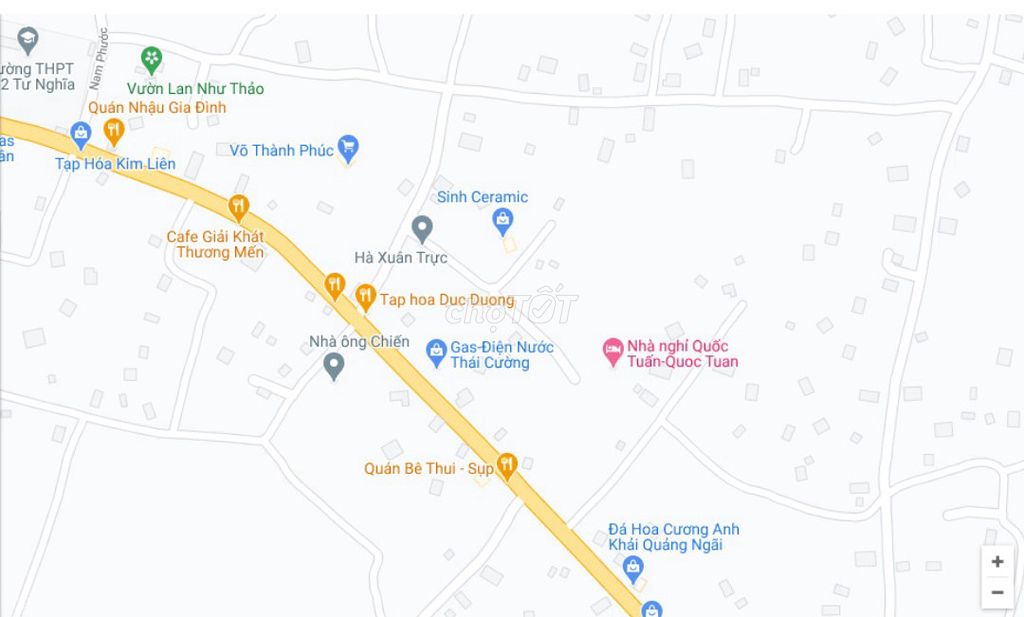 Nam Phước
ường THPT
2 Tư Nghĩa
Vườn Lan Như Thảo
Quán Nhậu Gia Đình
as
ân
Tạp Hóa Kim Liên
Võ Thành Phúc
Sinh Ceramic
Cafe Giải Khát
Thương Mến
Hà Xuân Trực
Tap hoa Duc Duong
chợTỐT
Nhà ông Chiến
Gas-Điện Nước
Thái Cường
Nhà nghỉ Quốc
Tuấn-Quoc Tuan
Quán Bê Thui - Sụp
Đá Hoa Cương Anh
Khải Quảng Ngãi
+
−